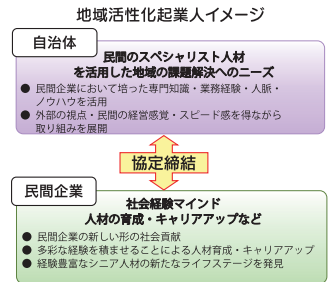 地域活性化起業人イメージ
自治体
民間のスペシャリスト人材
を活用した地域の課題解決へのニーズ
● 民間企業において培った専門知識・業務経験・人脈・
ノウハウを活用
● 外部の視点・民間の経営感覚・スピード感を得ながら
取り組みを展開
協定締結
民間企業
社会経験マインド
人材の育成・キャリアアップなど
● 民間企業の新しい形の社会貢献
● 多彩な経験を積ませることによる人材育成・キャリアアップ
● 経験豊富なシニア人材の新たなライフステージを発見